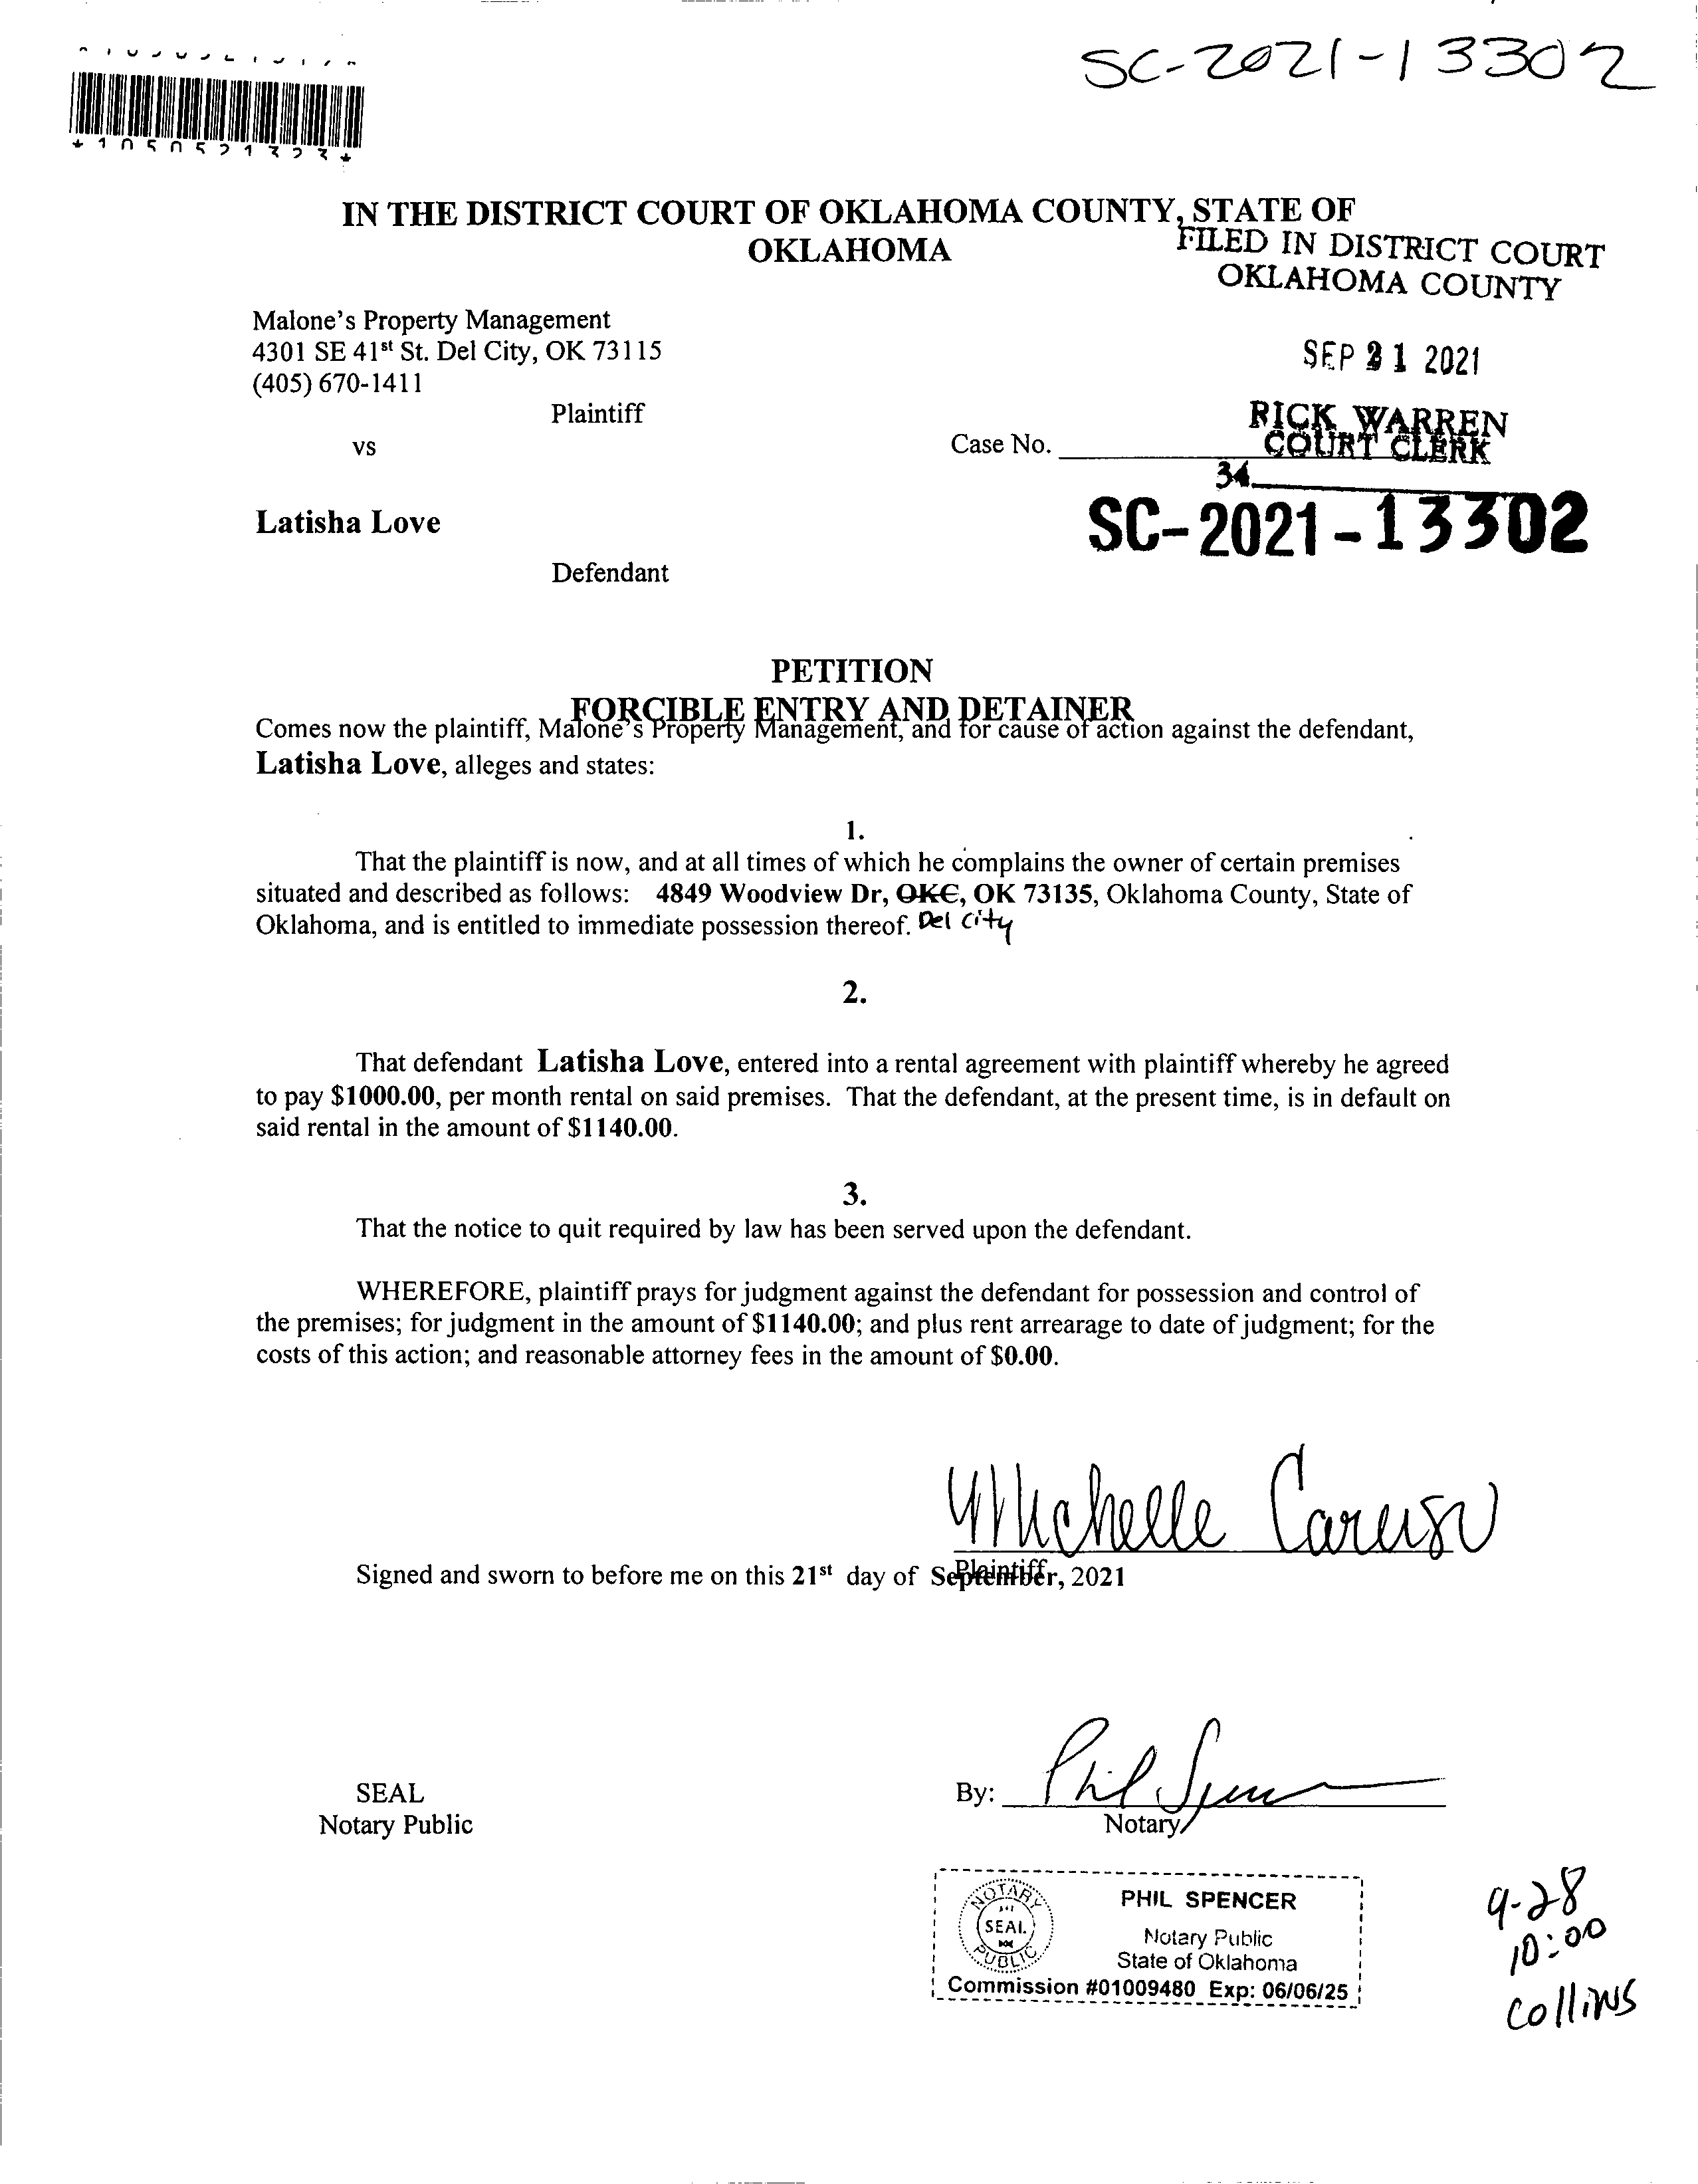 SC-2021-13302
*1050521323*
IN THE DISTRICT COURT OF OKLAHOMA COUNTY, STATE OF
OKLAHOMA
FILED IN DISTRICT COURT
OKLAHOMA COUNTY
Malone's Property Management
4301 SE 41st St. Del City, OK 73115
(405) 670-1411
SEP 21 2021
Plaintiff
RICK WARREN
COURT CLERK
vs
Case No.
34
SC-2021-13302
Latisha Love
Defendant
PETITION
FORCIBLE ENTRY AND DETAINER
Comes now the plaintiff, Malone's Property Management, and for cause of action against the defendant,
Latisha Love, alleges and states:
1.
That the plaintiff is now, and at all times of which he complains the owner of certain premises
situated and described as follows: 4849 Woodview Dr, OKC, OK 73135, Oklahoma County, State of
Oklahoma, and is entitled to immediate possession thereof. Del City
2.
That defendant Latisha Love, entered into a rental agreement with plaintiff whereby he agreed
to pay $1000.00, per month rental on said premises. That the defendant, at the present time, is in default on
said rental in the amount of $1140.00.
3.
That the notice to quit required by law has been served upon the defendant.
WHEREFORE, plaintiff prays for judgment against the defendant for possession and control of
the premises; for judgment in the amount of $1140.00; and plus rent arrearage to date of judgment; for the
costs of this action; and reasonable attorney fees in the amount of $0.00.
Michelle Caruso
Plaintiff
Signed and sworn to before me on this 21st day of September, 2021
Phil Spencer
SEAL
By:
Notary Public
Notary
NOTARY PUBLIC
SEAL
PHIL SPENCER
Notary Public
State of Oklahoma
Commission #01009480 Exp: 06/06/25
9-28
10:00
Collins